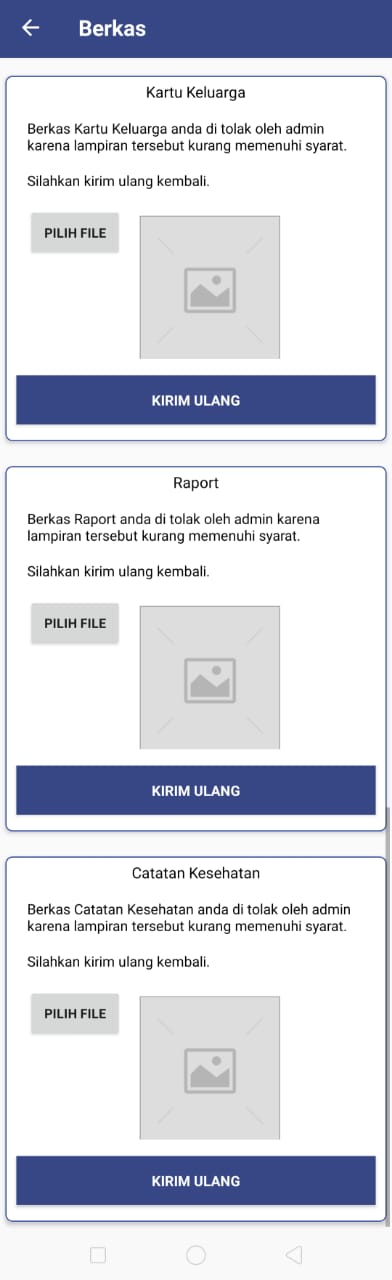 Berkas
Kartu Keluarga
Berkas Kartu Keluarga anda di tolak oleh admin
karena lampiran tersebut kurang memenuhi syarat.
Silahkan kirim ulang kembali.
PILIH FILE
KIRIM ULANG
Raport
Berkas Raport anda di tolak oleh admin karena
lampiran tersebut kurang memenuhi syarat.
Silahkan kirim ulang kembali.
PILIH FILE
KIRIM ULANG
Catatan Kesehatan
Berkas Catatan Kesehatan anda di tolak oleh admin
karena lampiran tersebut kurang memenuhi syarat.
Silahkan kirim ulang kembali.
PILIH FILE
KIRIM ULANG